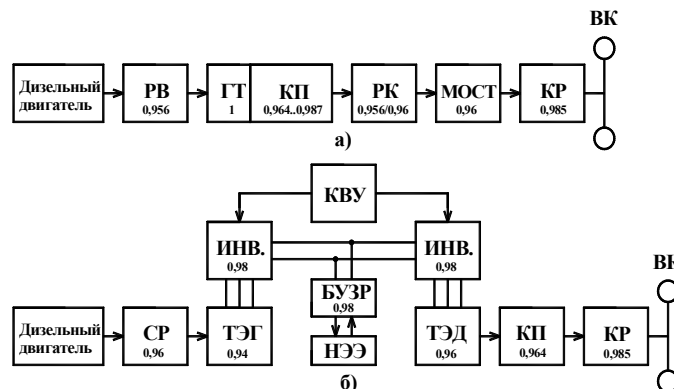 ВК
Дизельный
двигатель
РВ
0,956
ГТ
1
КП
0,964..0,987
РК
0,956/0,96
МОСТ
0,96
КР
0,985
а)
КВУ
ИНВ.
0,98
ИНВ.
0,98
ВК
БУЗР
0,98
Дизельный
двигатель
СР
0,96
ТЭГ
0,94
НЭЭ
ТЭД
0,96
КП
0,964
КР
0,985
б)